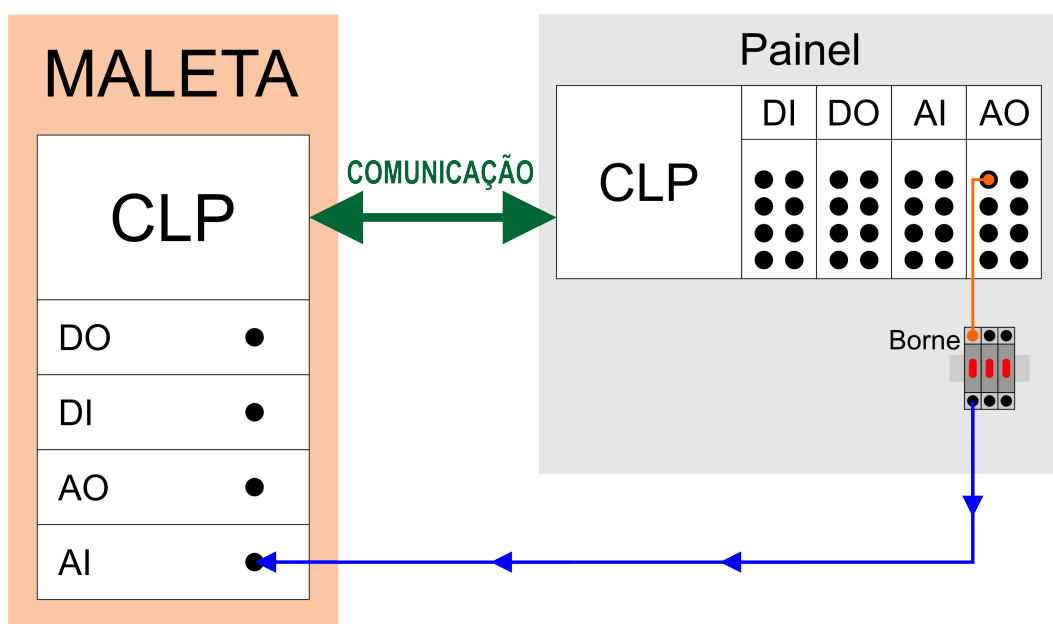 MALETA
CLP
DO
DI
AO
AI
COMUNICAÇÃO
Painel
CLP
DI DO AI AO
Borne